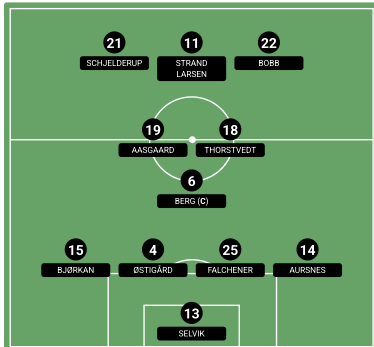 21 11 22
SCHJELDERUP STRAND LARSEN BOBB
19 18
AASGAARD THORSTVEDT
6
BERG (C)
15 4 25 14
BJØRKAN ØSTIGÅRD FALCHENER AURSNES
13
SELVIK